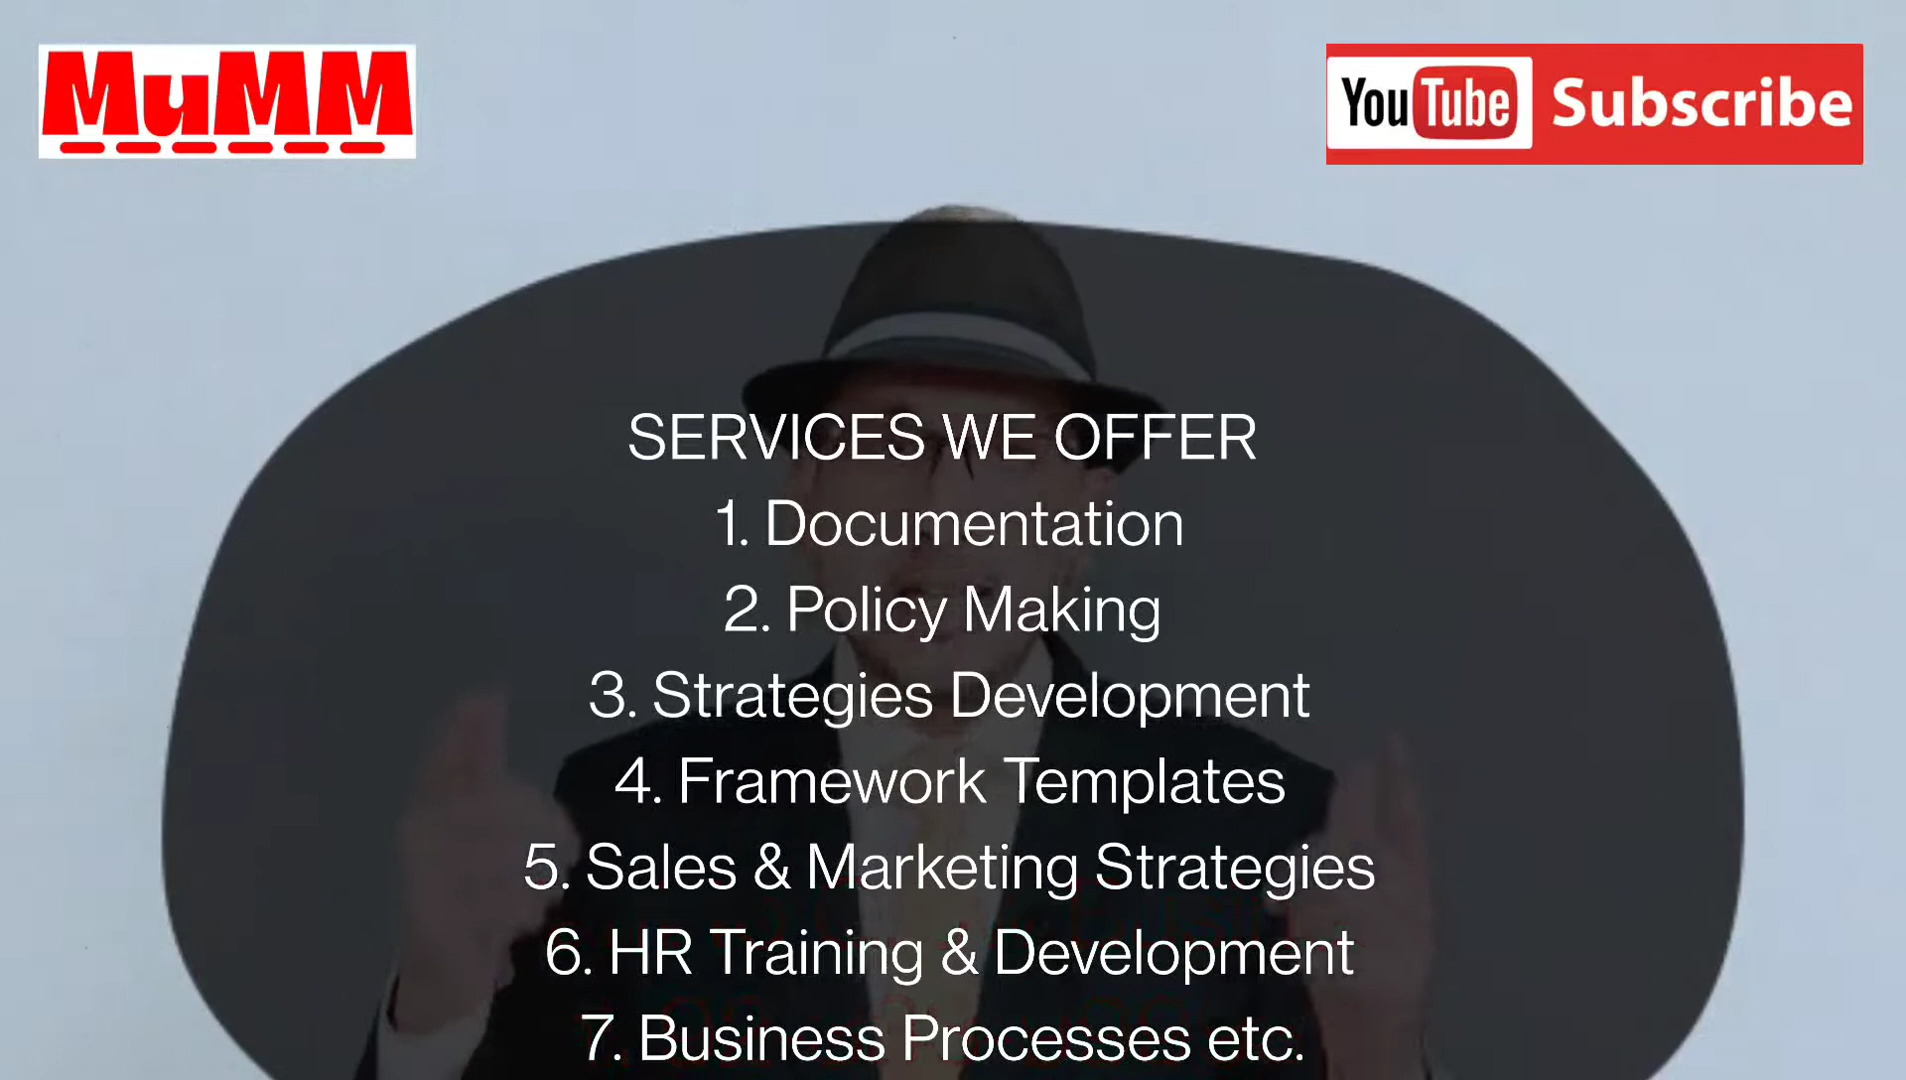 MuMM
YouTube Subscribe
SERVICES WE OFFER
1. Documentation
2. Policy Making
3. Strategies Development
4. Framework Templates
5. Sales & Marketing Strategies
6. HR Training & Development
7. Business Processes etc.